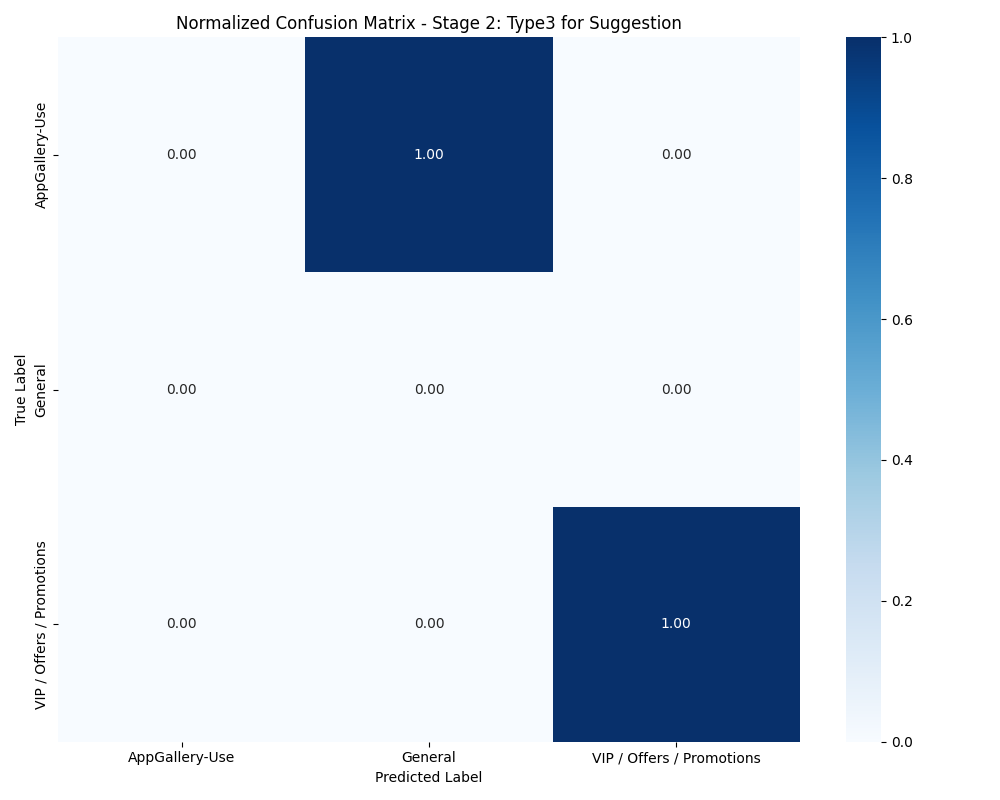 Normalized Confusion Matrix - Stage 2: Type3 for Suggestion
True Label
AppGallery-Use
0.00 1.00 0.00
General
0.00 0.00 0.00
VIP / Offers / Promotions
0.00 0.00 1.00
AppGallery-Use General VIP / Offers / Promotions
Predicted Label
1.0
0.8
0.6
0.4
0.2
0.0